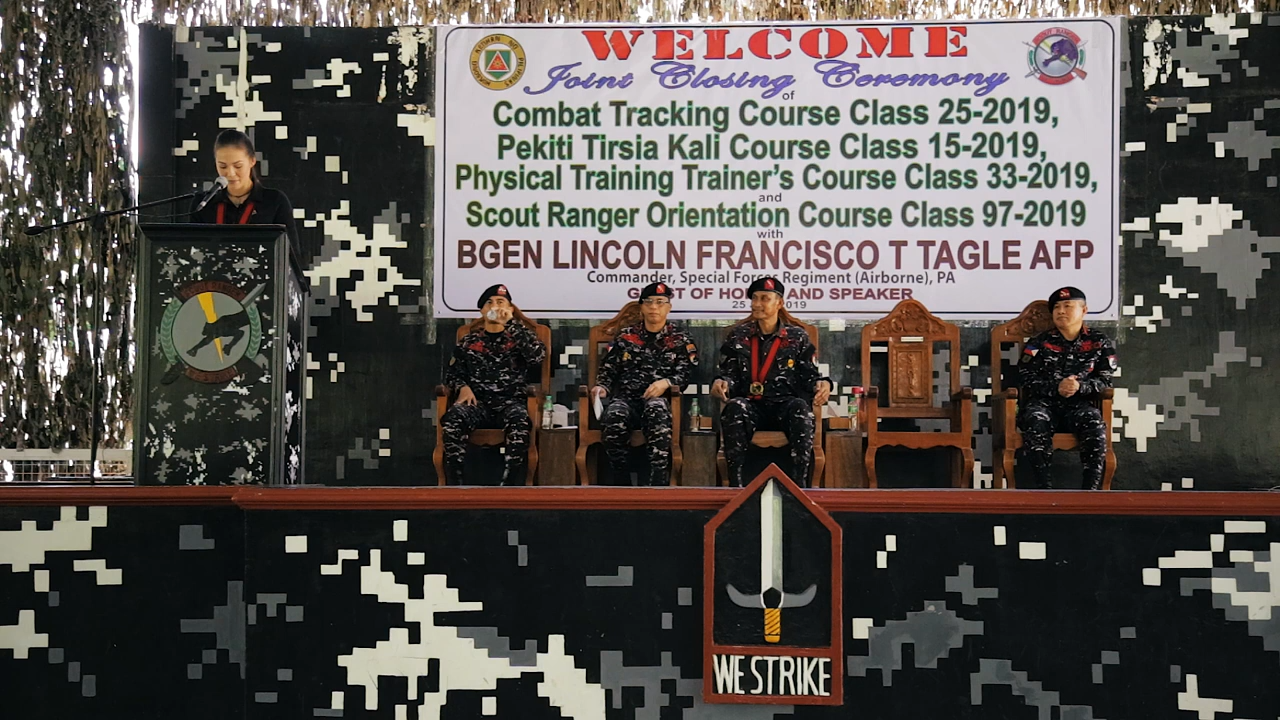 WELCOME
Joint Closing Ceremony
of
Combat Tracking Course Class 25-2019,
Pekiti Tirsia Kali Course Class 15-2019,
Physical Training Trainer's Course Class 33-2019,
and
Scout Ranger Orientation Course Class 97-2019
with
BGEN LINCOLN FRANCISCO T TAGLE AFP
Commander, Special Forces Regiment (Airborne), PA
GUEST OF HONOR AND SPEAKER
25 2019
WE STRIKE